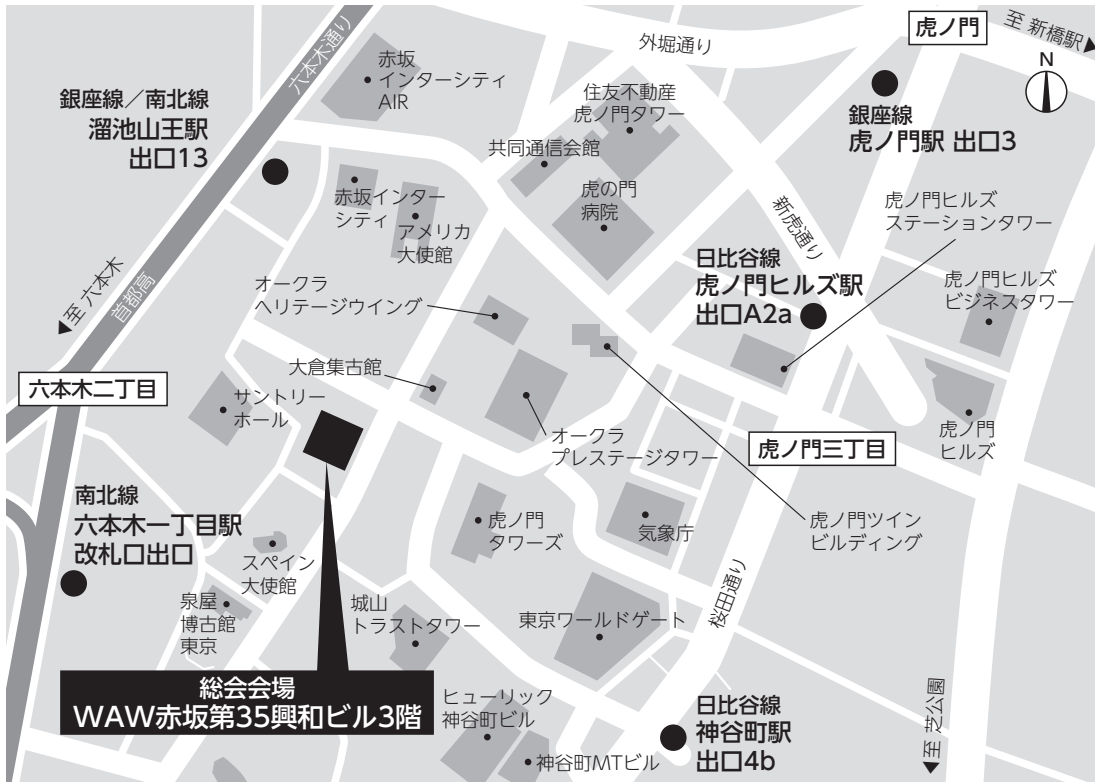 外堀通り
虎ノ門
至 新橋駅▶
N
六本木通り
赤坂
インターシティ
AIR
銀座線／南北線
溜池山王駅
出口13
住友不動産
虎ノ門タワー
銀座線
虎ノ門駅 出口3
共同通信会館
赤坂インター
シティ
アメリカ
大使館
虎の門
病院
新虎通り
虎ノ門ヒルズ
ステーションタワー
日比谷線
虎ノ門ヒルズ駅
出口A2a
虎ノ門ヒルズ
ビジネスタワー
オークラ
ヘリテージウイング
◀至 六本木
首都高
大倉集古館
六本木二丁目
サントリー
ホール
オークラ
プレステージタワー
虎ノ門三丁目
虎ノ門
ヒルズ
南北線
六本木一丁目駅
改札口出口
虎ノ門
タワーズ
気象庁
虎ノ門ツイン
ビルディング
スペイン
大使館
桜田通り
泉屋
博古館
東京
城山
トラストタワー
東京ワールドゲート
総会会場
WAW赤坂第35興和ビル3階
ヒューリック
神谷町ビル
神谷町MTビル
日比谷線
神谷町駅
出口4b
◀至 芝公園